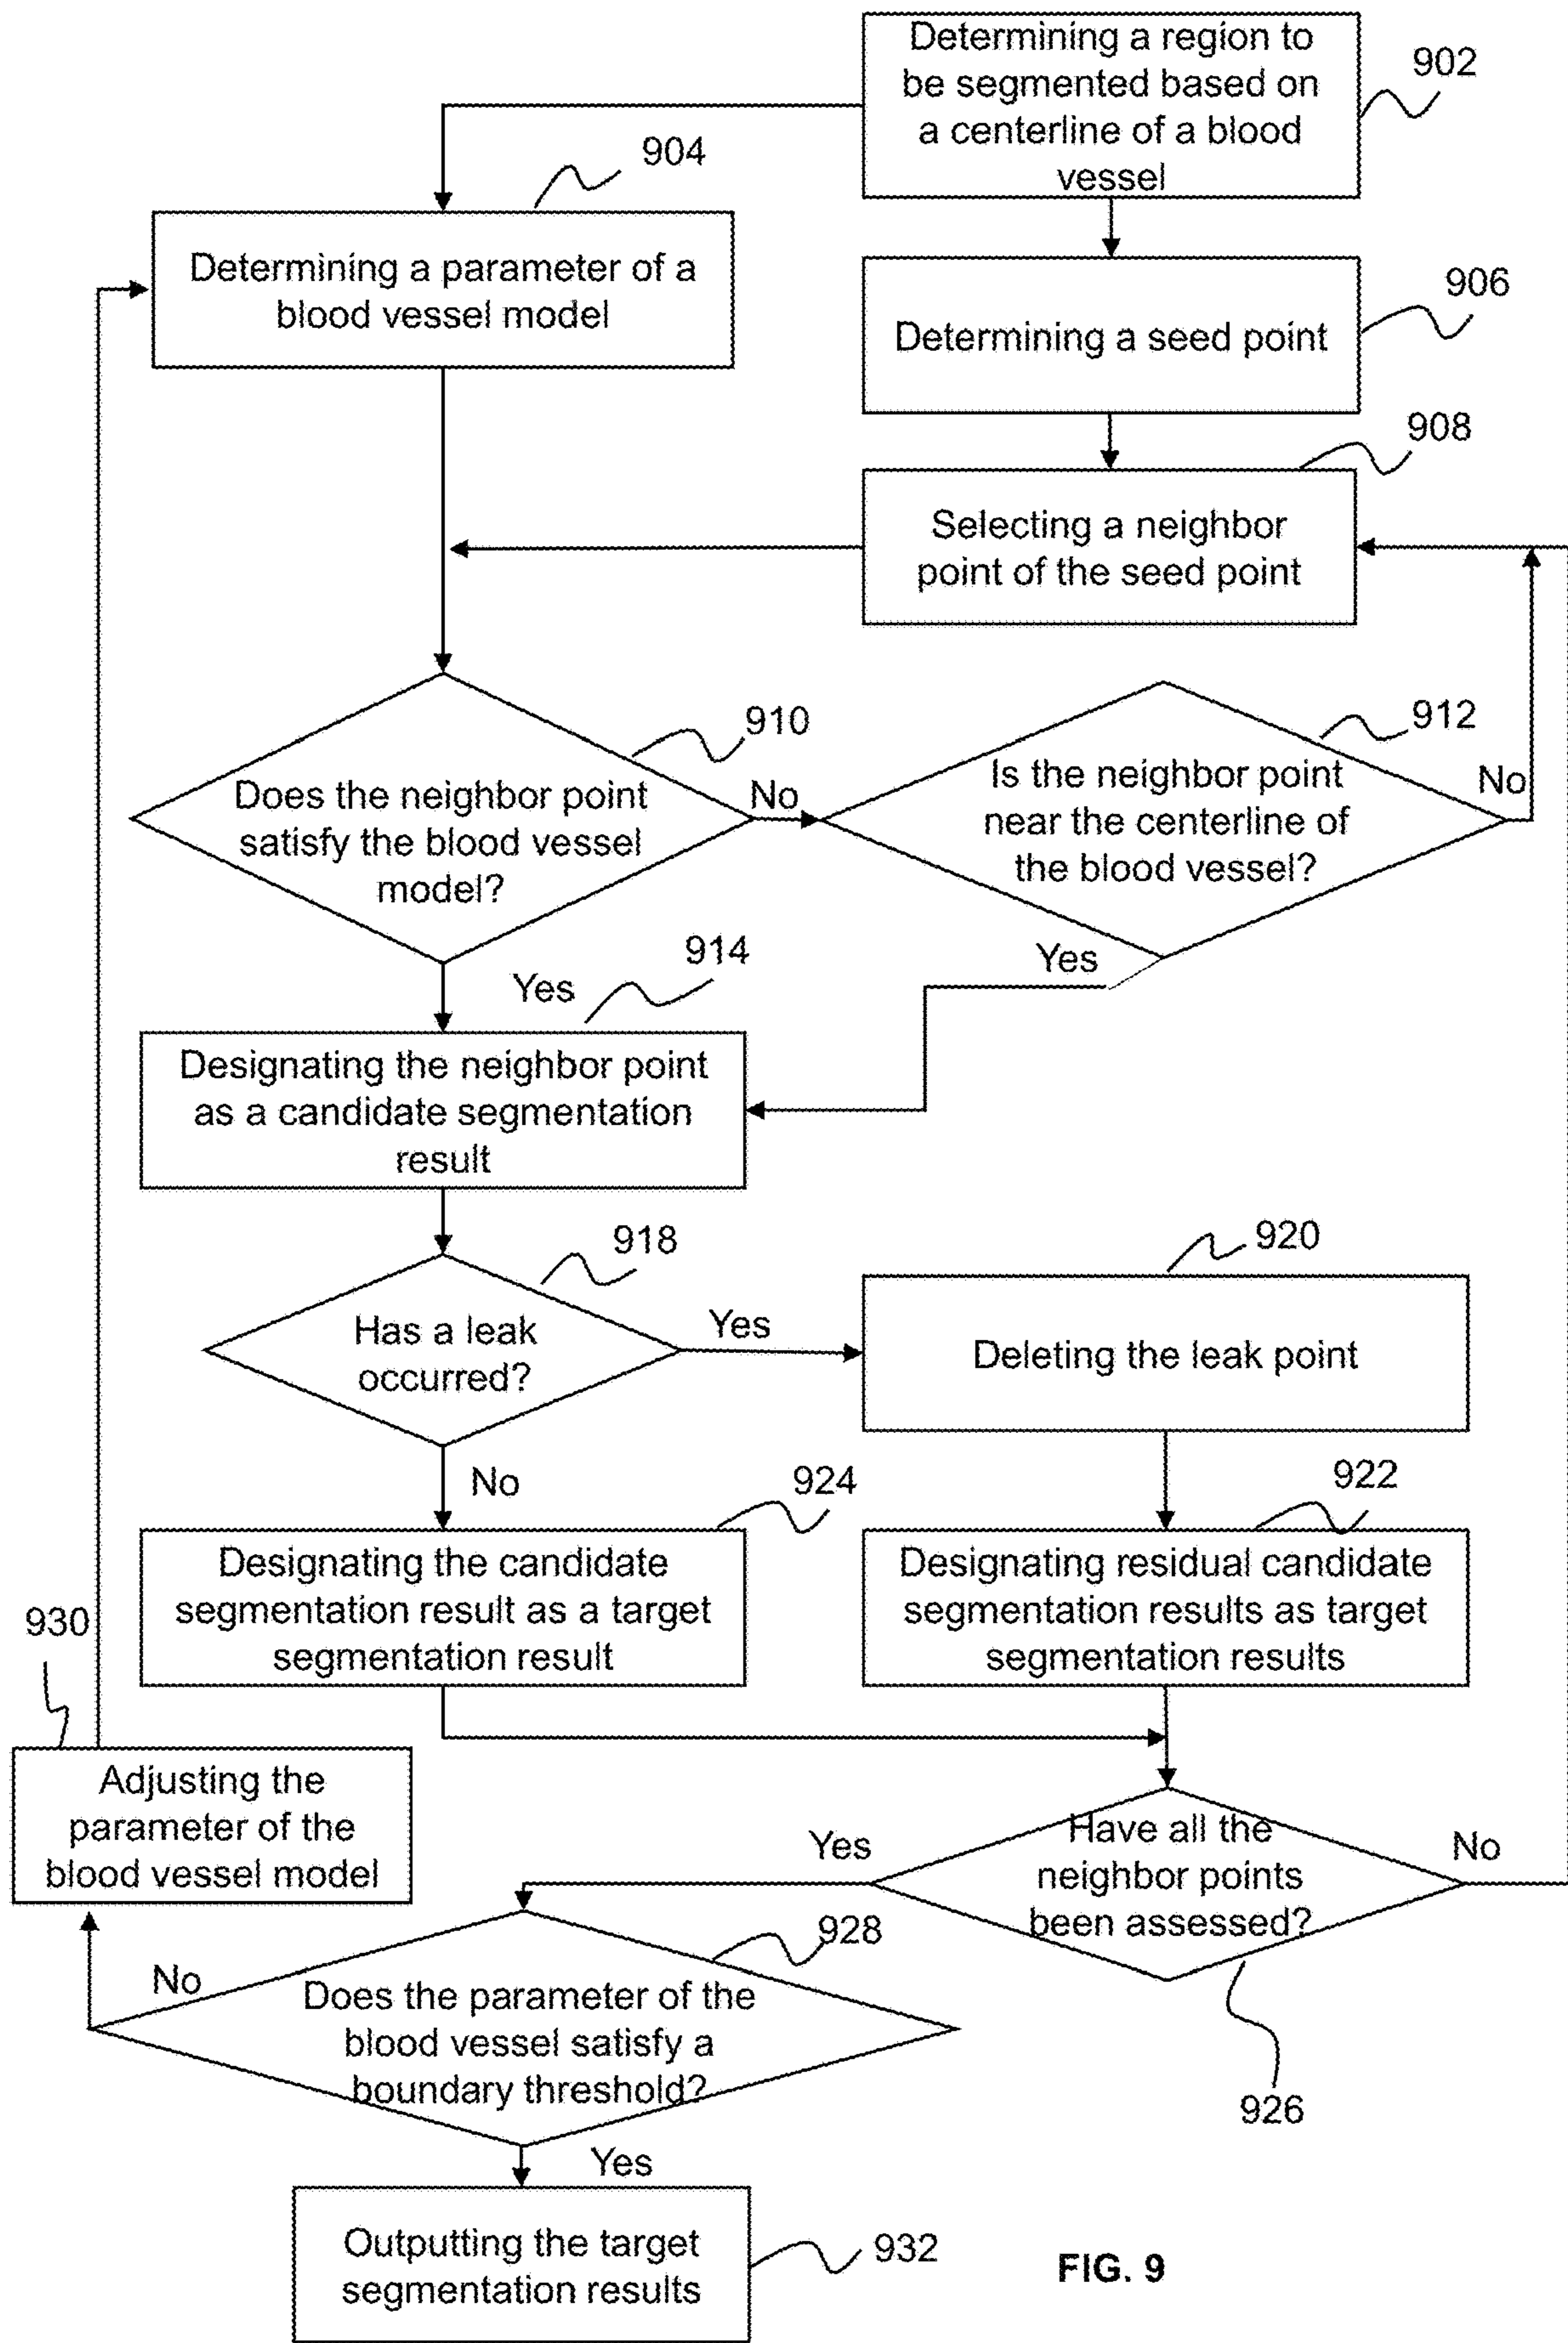 Determining a region to
be segmented based on
a centerline of a blood
vessel
902
904
Determining a parameter of a
blood vessel model
906
Determining a seed point
908
Selecting a neighbor
point of the seed point
910
Does the neighbor point
satisfy the blood vessel
model?
No
912
Is the neighbor point
near the centerline of
the blood vessel?
No
Yes
Yes
914
Designating the neighbor point
as a candidate segmentation
result
918
Has a leak
occurred?
Yes
920
Deleting the leak point
No
924
Designating the candidate
segmentation result as a target
segmentation result
922
Designating residual candidate
segmentation results as target
segmentation results
930
Adjusting the
parameter of the
blood vessel model
Yes
Have all the
neighbor points
been assessed?
No
926
928
No
Does the parameter of the
blood vessel satisfy a
boundary threshold?
Yes
Outputting the target
segmentation results
932
FIG. 9